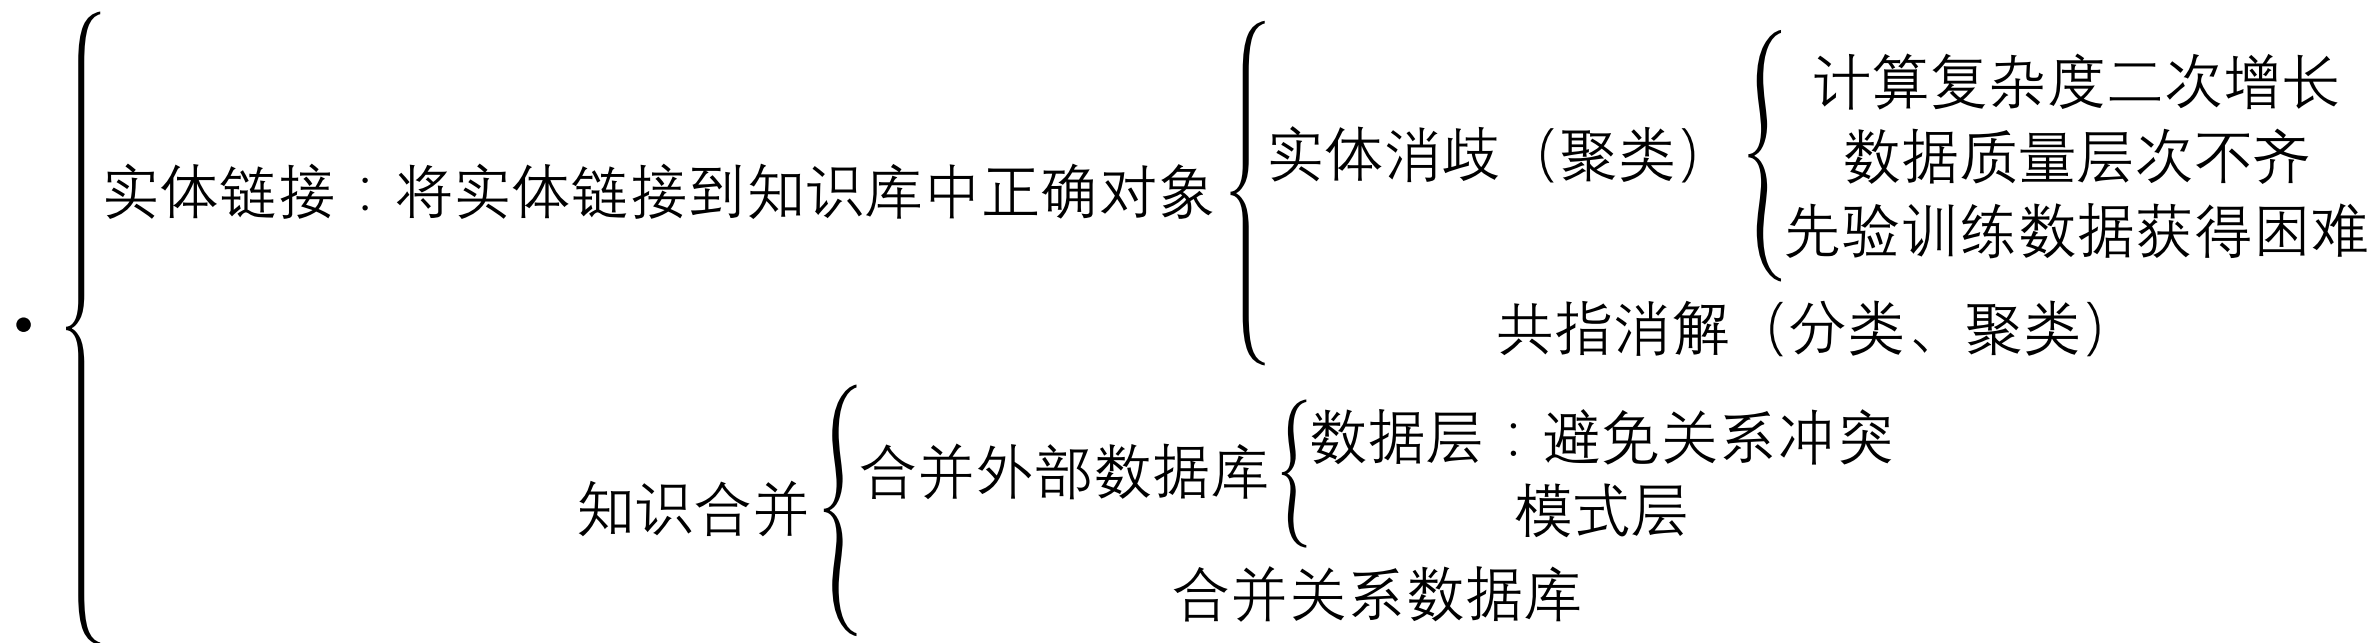 计算复杂度二次增长
实体消歧（聚类）
数据质量层次不齐
实体链接：将实体链接到知识库中正确对象
先验训练数据获得困难
共指消解（分类、聚类）
数据层：避免关系冲突
合并外部数据库
知识合并
模式层
合并关系数据库